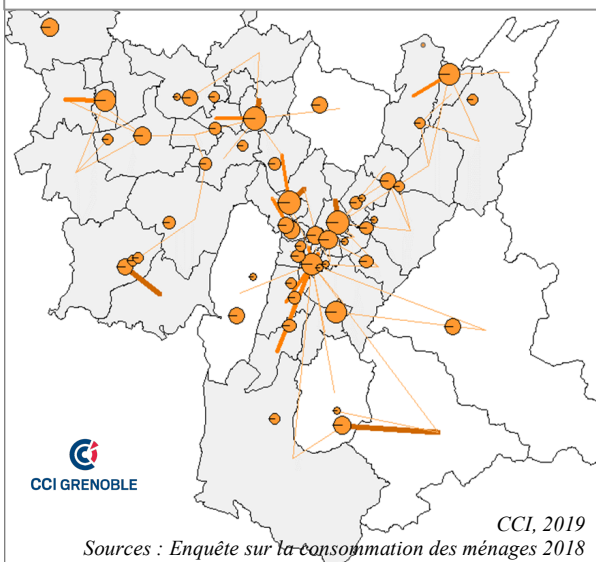 CCI GRENOBLE
CCI, 2019
Sources : Enquête sur la consommation des ménages 2018